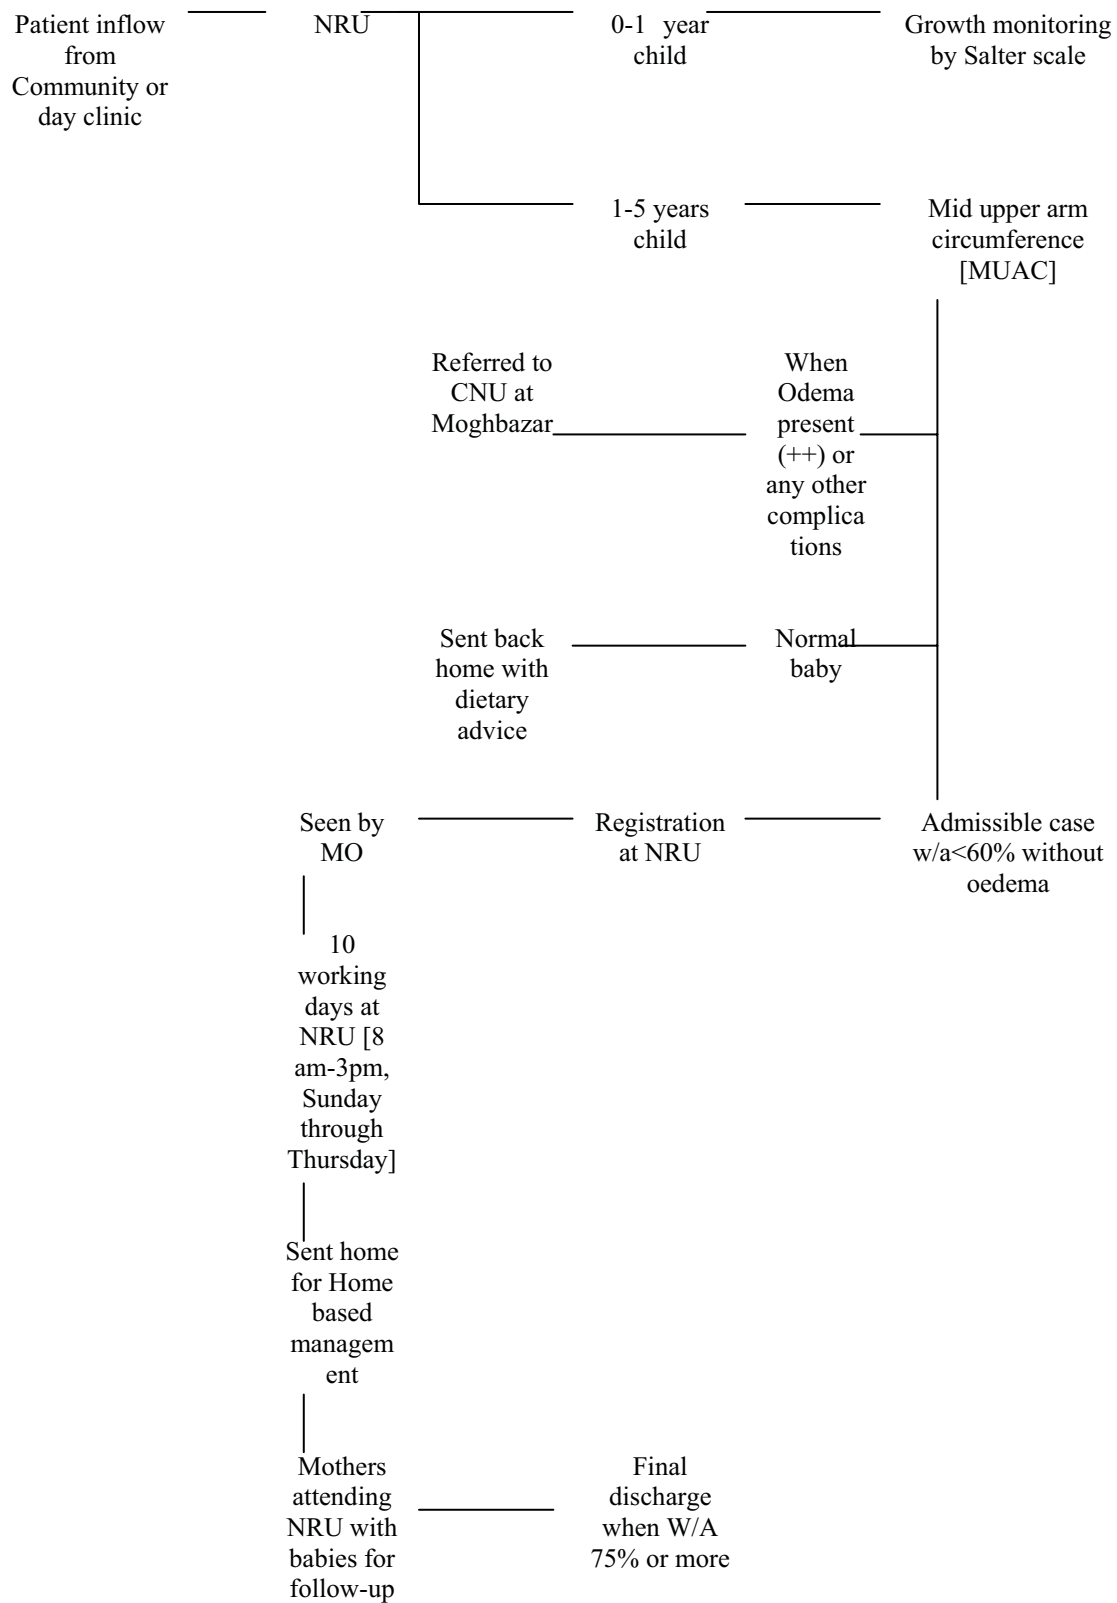 Patient inflow
from
Community or
day clinic
NRU
0-1 year
child
Growth monitoring
by Salter scale
1-5 years
child
Mid upper arm
circumference
[MUAC]
Referred to
CNU at
Moghbazar
When
Odema
present
(++) or
any other
complica
tions
Sent back
home with
dietary
advice
Normal
baby
Seen by
MO
Registration
at NRU
Admissible case
w/a<60% without
oedema
10
working
days at
NRU [8
am-3pm,
Sunday
through
Thursday]
Sent home
for Home
based
managem
ent
Mothers
attending
NRU with
babies for
follow-up
Final
discharge
when W/A
75% or more